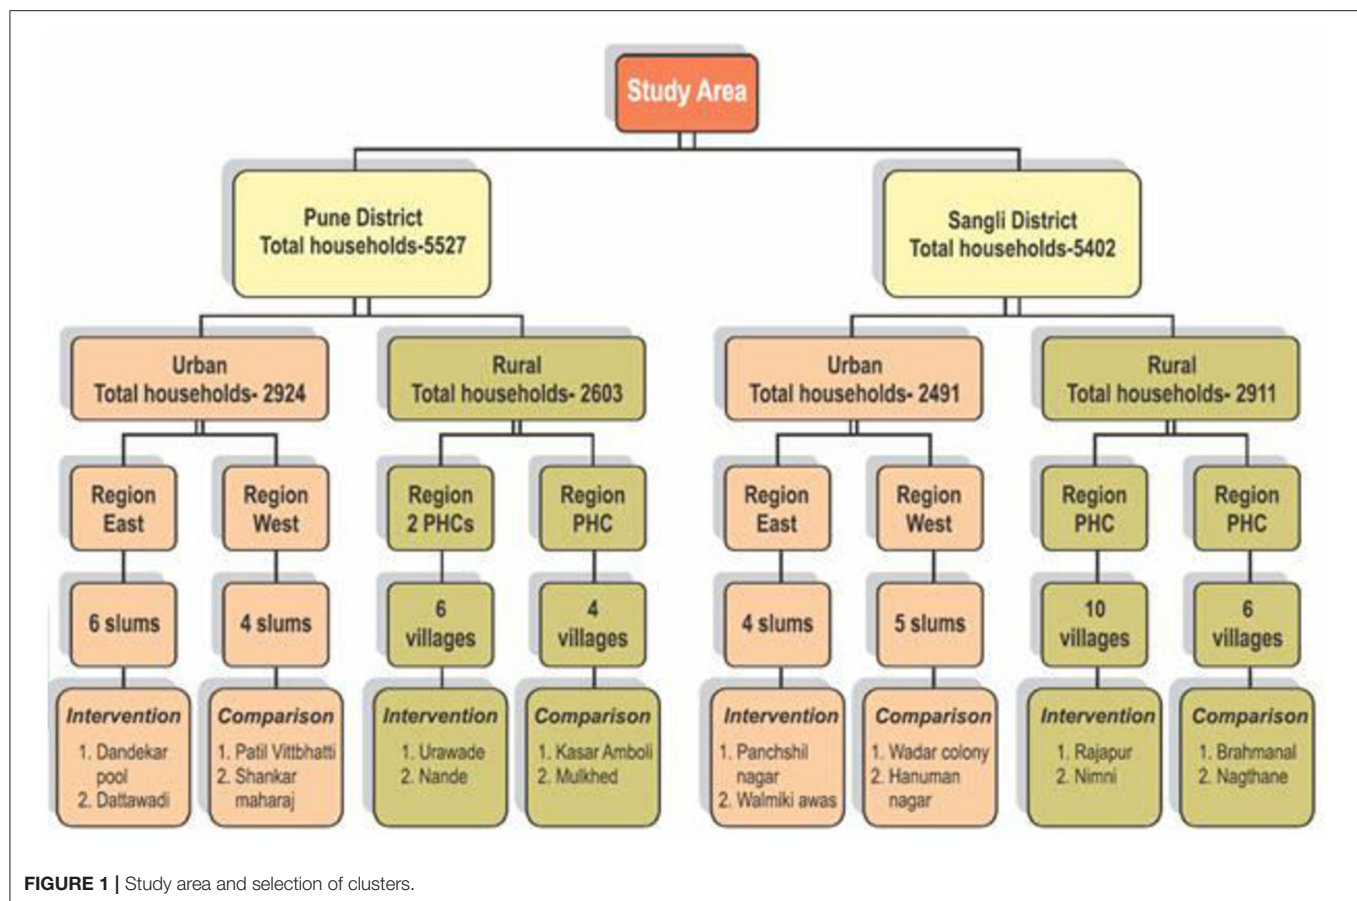 Study Area
Pune District
Total households-5527
Sangli District
Total households-5402
Urban
Total households- 2924
Rural
Total households- 2603
Urban
Total households- 2491
Rural
Total households- 2911
Region
East
Region
West
Region
2 PHCs
Region
PHC
Region
East
Region
West
Region
PHC
Region
PHC
6 slums
4 slums
6
villages
4
villages
4 slums
5 slums
10
villages
6
villages
Intervention
1. Dandekar
pool
2. Dattawadi
Comparison
1. Patil Vittbhatti
2. Shankar
maharaj
Intervention
1. Urawade
2. Nande
Comparison
1. Kasar Amboli
2. Mulkhed
Intervention
1. Panchshil
nagar
2. Walmiki awas
Comparison
1. Wadar colony
2. Hanuman
nagar
Intervention
1. Rajapur
2. Nimni
Comparison
1. Brahmanal
2. Nagthane
FIGURE 1 | Study area and selection of clusters.